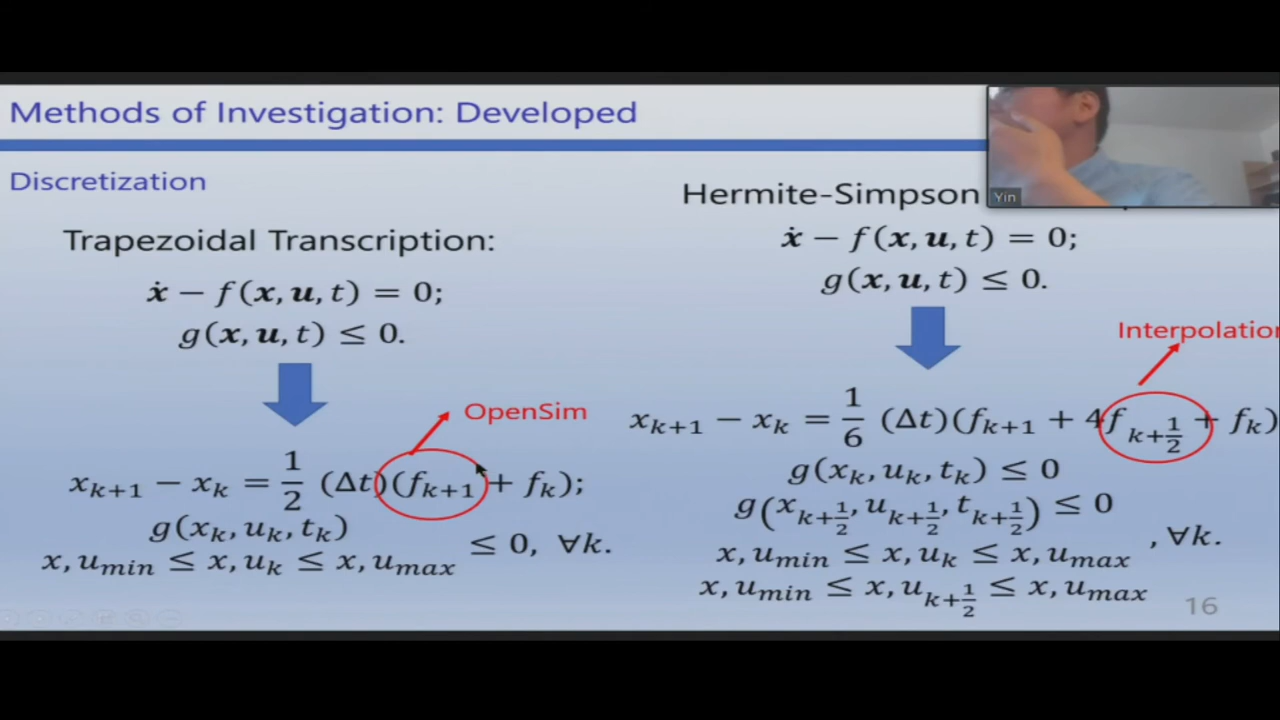 Methods of Investigation: Developed
Yin
Discretization
Trapezoidal Transcription:
ẋ − f(x, u, t) = 0;
g(x, u, t) ≤ 0.
OpenSim
x_{k+1} − x_k = 1/2 (Δt)(f_{k+1} + f_k);
g(x_k, u_k, t_k)
≤ 0, ∀k.
x, u_{min} ≤ x, u_k ≤ x, u_{max}
Hermite-Simpson
ẋ − f(x, u, t) = 0;
g(x, u, t) ≤ 0.
Interpolation
x_{k+1} − x_k = 1/6 (Δt)(f_{k+1} + 4f_{k+1/2} + f_k)
g(x_k, u_k, t_k) ≤ 0
g(x_{k+1/2}, u_{k+1/2}, t_{k+1/2}) ≤ 0
, ∀k.
x, u_{min} ≤ x, u_k ≤ x, u_{max}
x, u_{min} ≤ x, u_{k+1/2} ≤ x, u_{max}
16